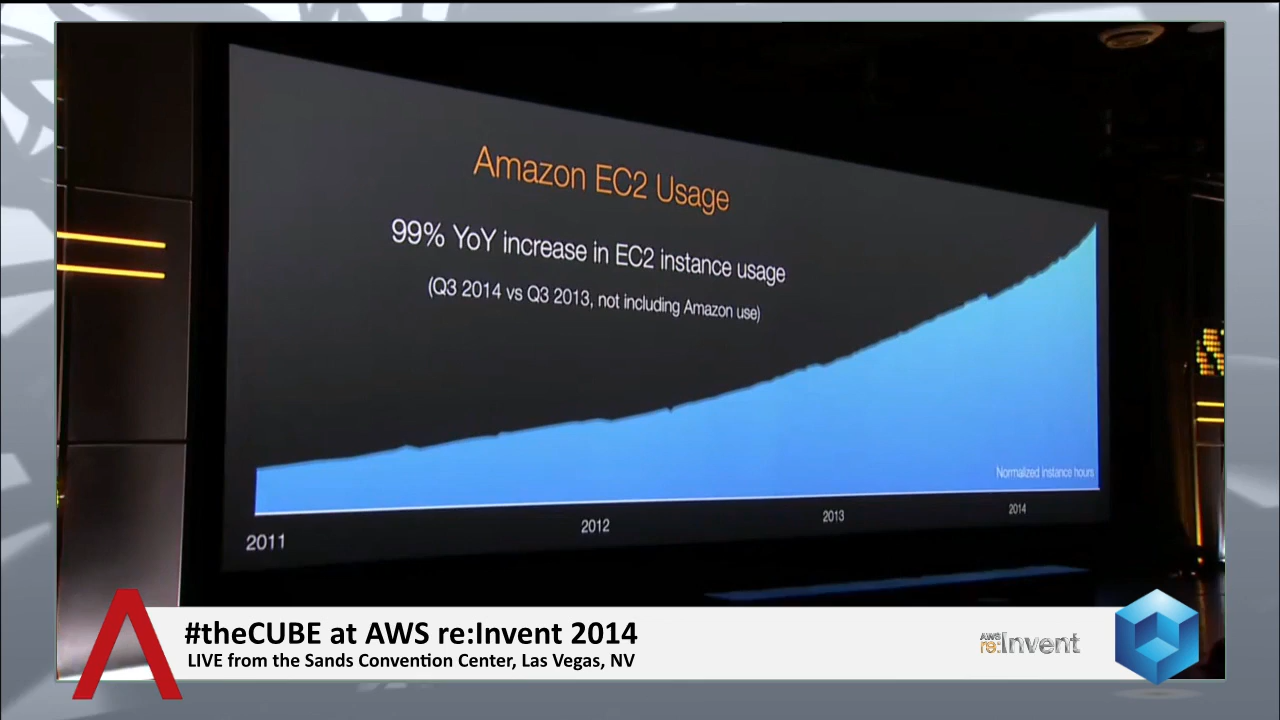 Amazon EC2 Usage
99% YoY increase in EC2 instance usage
(Q3 2014 vs Q3 2013, not including Amazon use)
Normalized instance hours
2011
2012
2013
2014
#theCUBE at AWS re:Invent 2014
LIVE from the Sands Convention Center, Las Vegas, NV
AWS
re:Invent